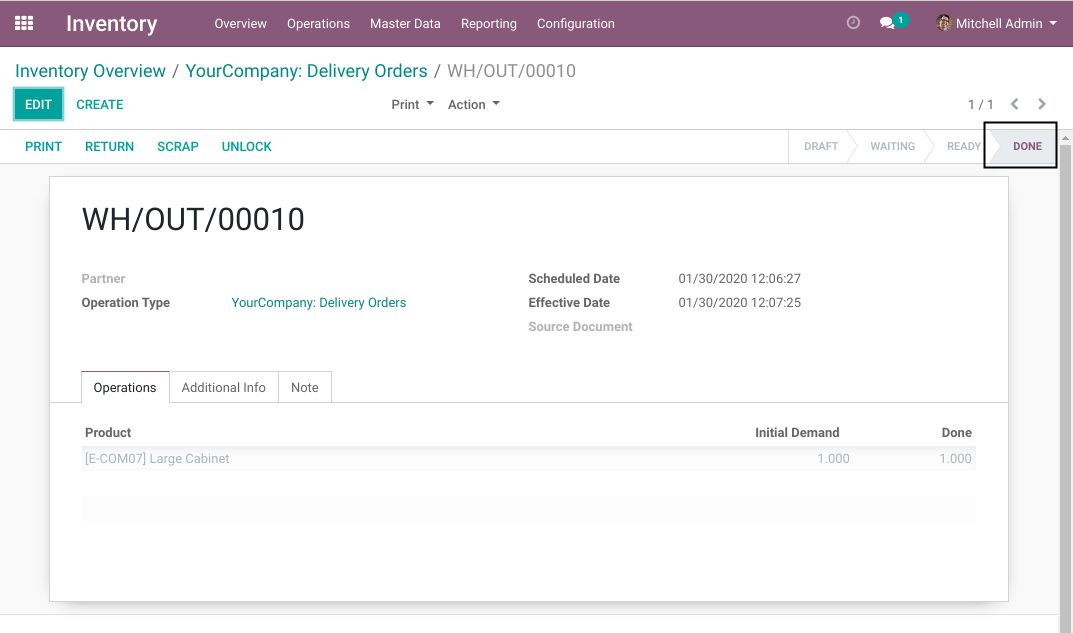 Inventory Overview Operations Master Data Reporting Configuration 1 Mitchell Admin
Inventory Overview / YourCompany: Delivery Orders / WH/OUT/00010
EDIT CREATE Print Action 1 / 1
PRINT RETURN SCRAP UNLOCK DRAFT WAITING READY DONE
WH/OUT/00010
Partner Scheduled Date 01/30/2020 12:06:27
Operation Type YourCompany: Delivery Orders Effective Date 01/30/2020 12:07:25
Source Document
Operations Additional Info Note
Product Initial Demand Done
[E-COM07] Large Cabinet 1.000 1.000